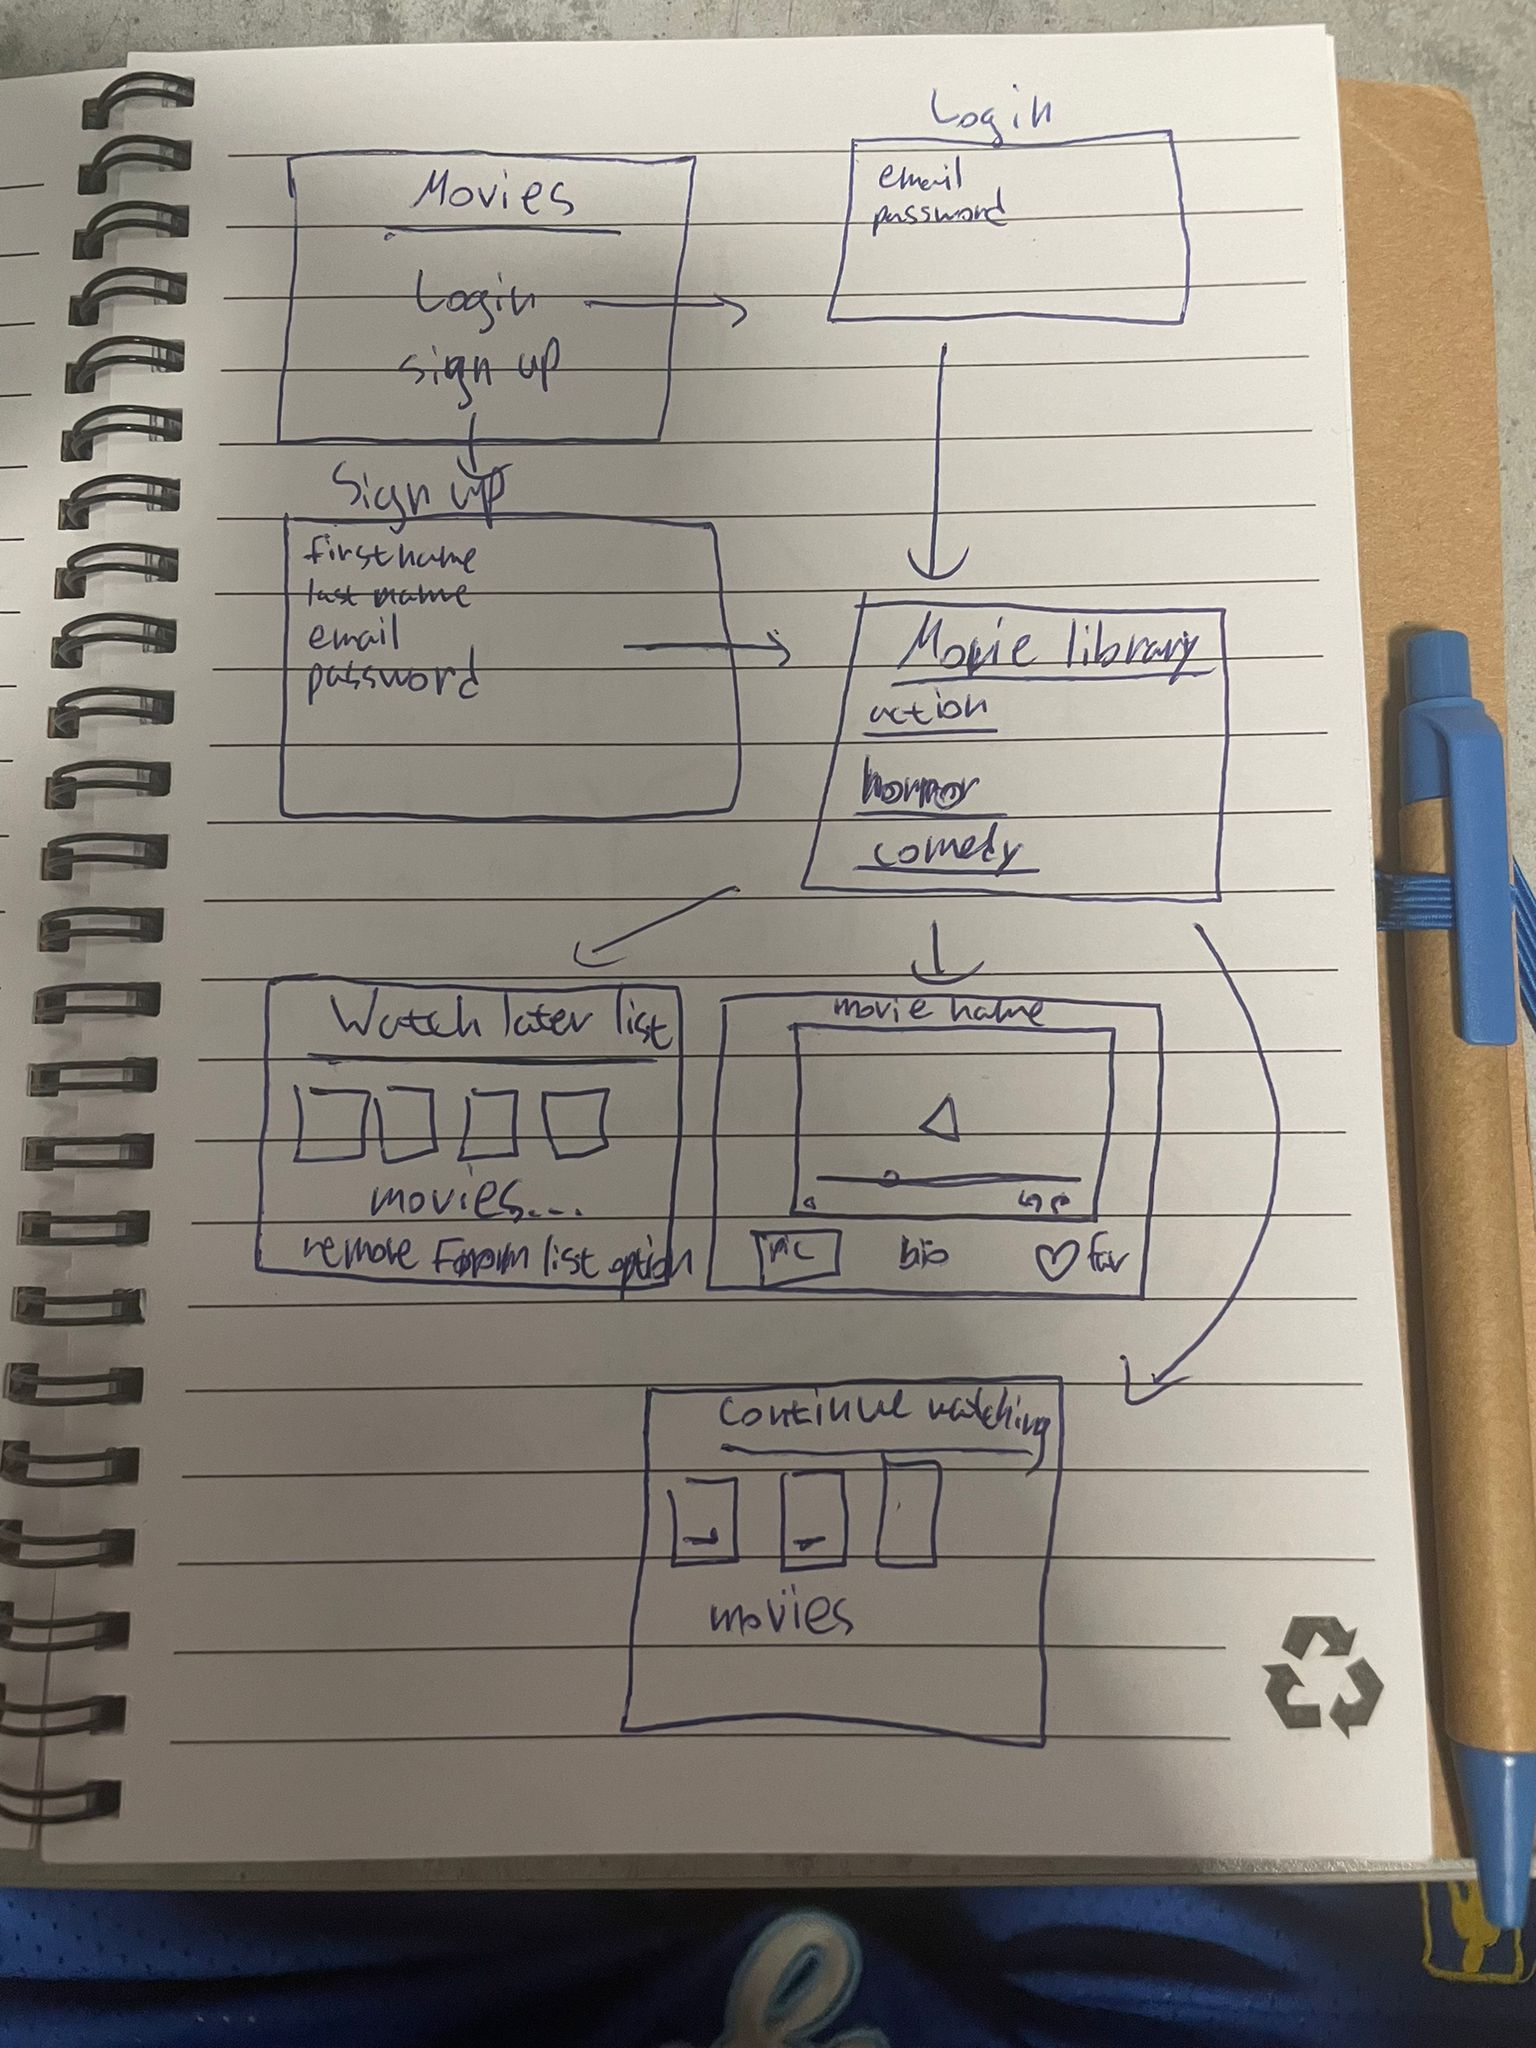 Movies
Login
sign up
Login
email
password
Sign up
first name
last name
email
password
Movie library
action
horror
comedy
Watch later list
movies...
remove From list option
movie name
pic
bio
fav
Continue watching
movies